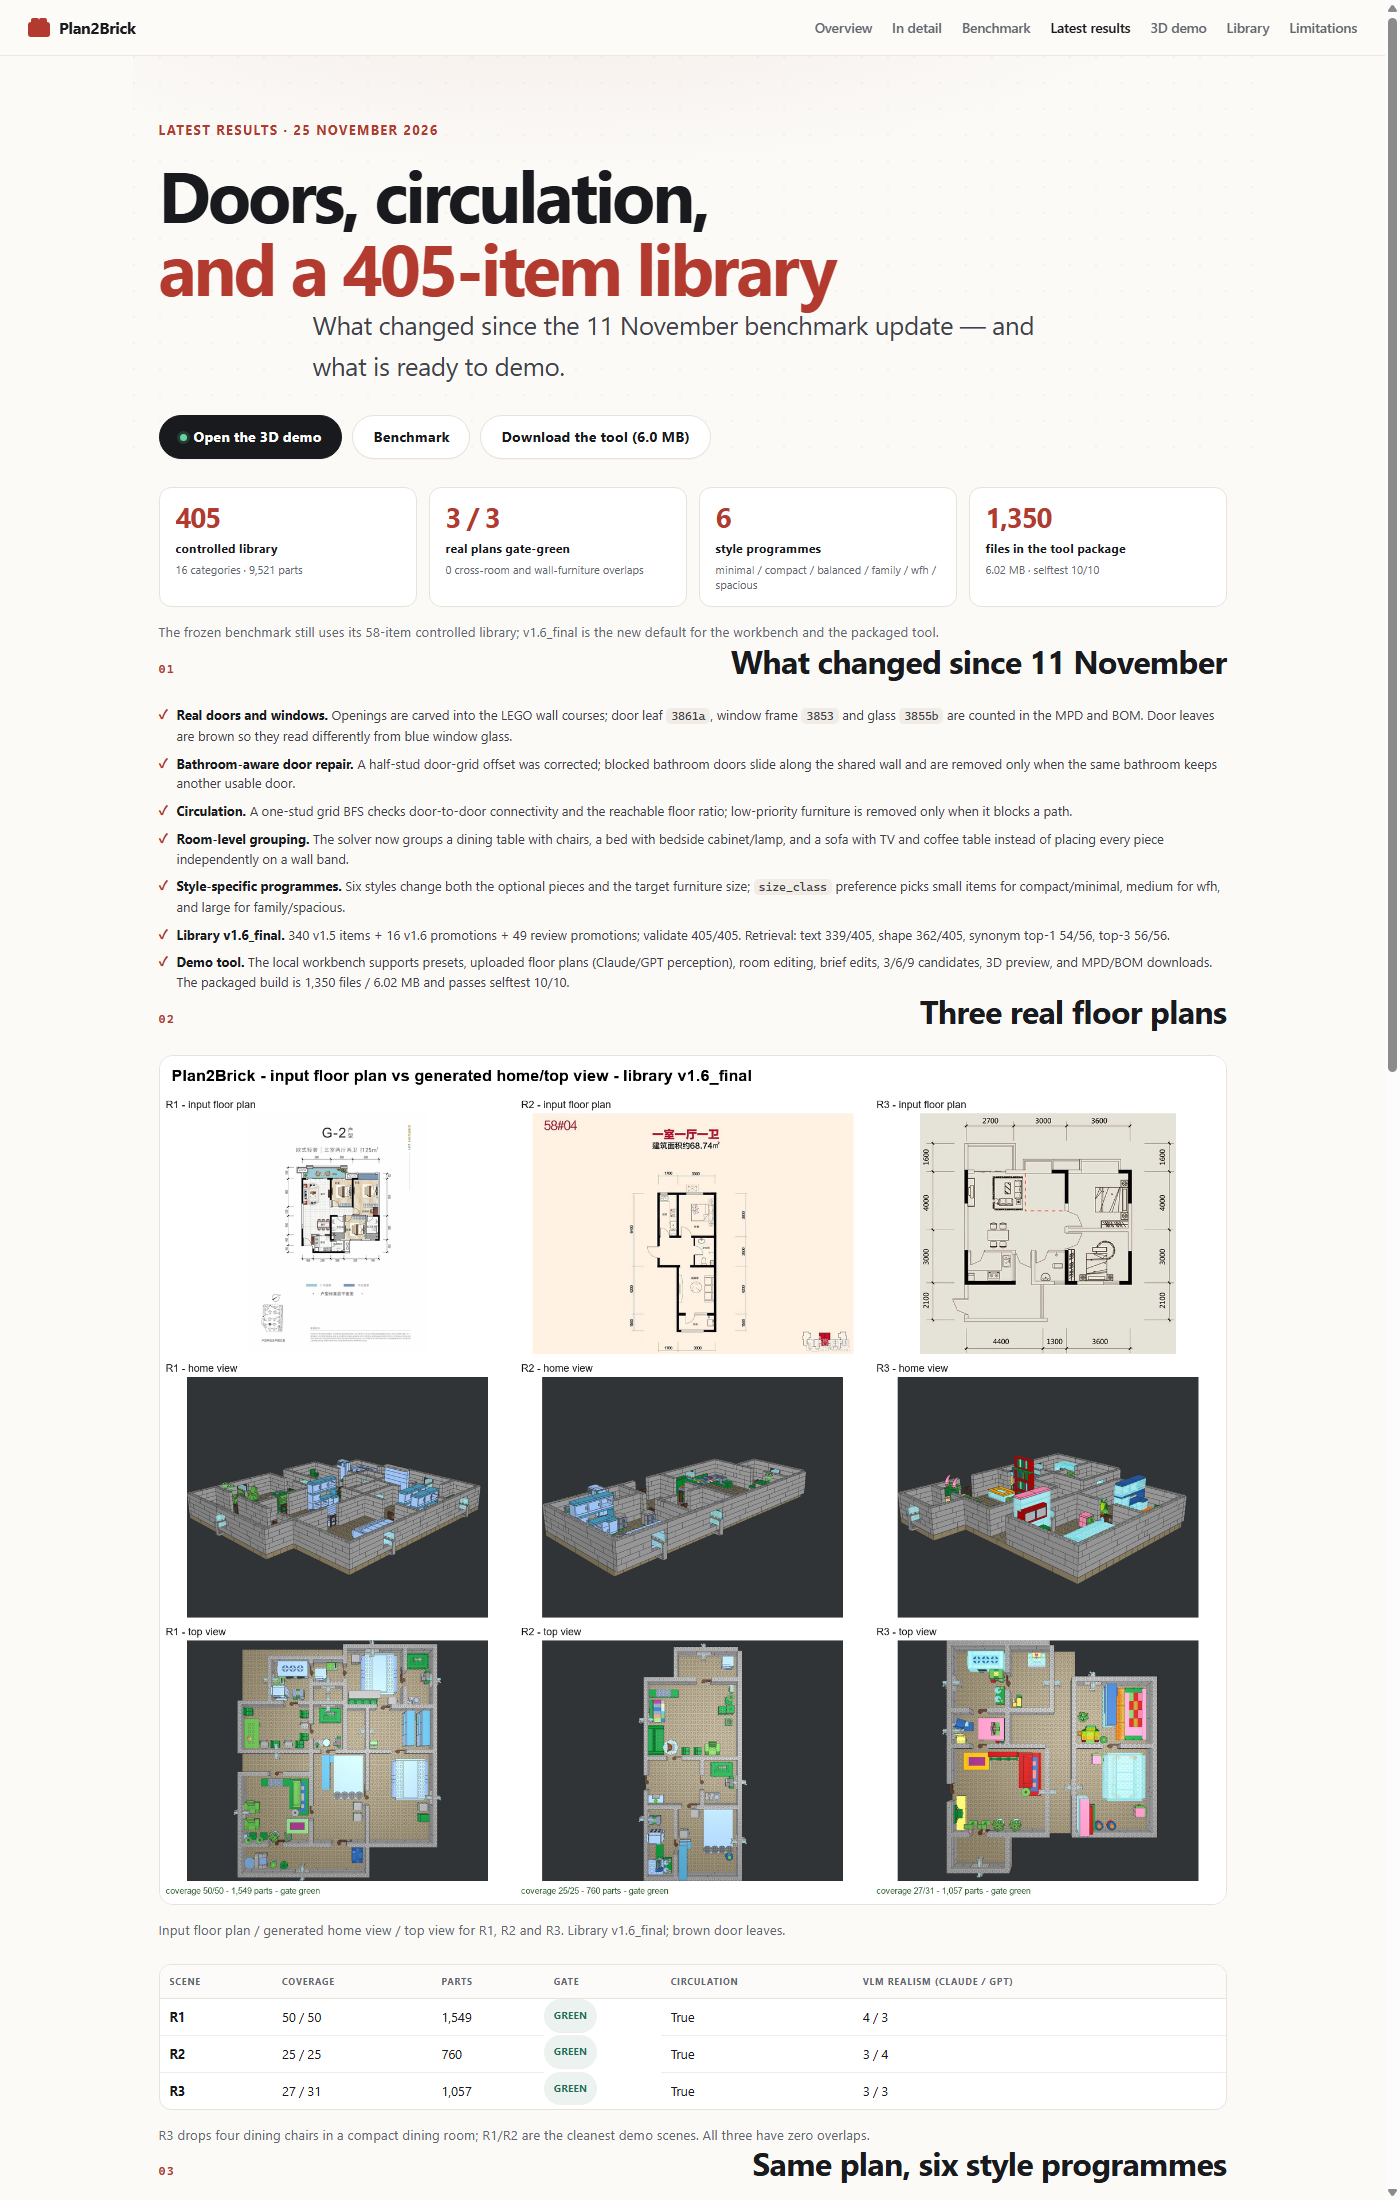 Plan2Brick
Overview In detail Benchmark Latest results 3D demo Library Limitations
LATEST RESULTS · 25 NOVEMBER 2026
Doors, circulation,
and a 405-item library
What changed since the 11 November benchmark update — and
what is ready to demo.
Open the 3D demo Benchmark Download the tool (6.0 MB)
405
controlled library
16 categories · 9,521 parts
3 / 3
real plans gate-green
0 cross-room and wall-furniture overlaps
6
style programmes
minimal / compact / balanced / family / wfh /
spacious
1,350
files in the tool package
6.02 MB · selftest 10/10
The frozen benchmark still uses its 58-item controlled library; v1.6_final is the new default for the workbench and the packaged tool.
01 What changed since 11 November
✓ Real doors and windows. Openings are carved into the LEGO wall courses; door leaf 3861a, window frame 3853 and glass 3855b are counted in the MPD and BOM. Door leaves
are brown so they read differently from blue window glass.
✓ Bathroom-aware door repair. A half-stud door-grid offset was corrected; blocked bathroom doors slide along the shared wall and are removed only when the same bathroom keeps
another usable door.
✓ Circulation. A one-stud grid BFS checks door-to-door connectivity and the reachable floor ratio; low-priority furniture is removed only when it blocks a path.
✓ Room-level grouping. The solver now groups a dining table with chairs, a bed with bedside cabinet/lamp, and a sofa with TV and coffee table instead of placing every piece
independently on a wall band.
✓ Style-specific programmes. Six styles change both the optional pieces and the target furniture size; size_class preference picks small items for compact/minimal, medium for wfh,
and large for family/spacious.
✓ Library v1.6_final. 340 v1.5 items + 16 v1.6 promotions + 49 review promotions; validate 405/405. Retrieval: text 339/405, shape 362/405, synonym top-1 54/56, top-3 56/56.
✓ Demo tool. The local workbench supports presets, uploaded floor plans (Claude/GPT perception), room editing, brief edits, 3/6/9 candidates, 3D preview, and MPD/BOM downloads.
The packaged build is 1,350 files / 6.02 MB and passes selftest 10/10.
02 Three real floor plans
Plan2Brick - input floor plan vs generated home/top view - library v1.6_final
R1 - input floor plan R2 - input floor plan R3 - input floor plan
G-2户型
58#04
一室一厅一卫
建筑面积约68.74㎡
2700 3000 3600
1600 1600
4000 4000
3000 3000
2100 2100
4400 1300 3600
R1 - home view R2 - home view R3 - home view
R1 - top view R2 - top view R3 - top view
coverage 50/50 - 1,549 parts - gate green coverage 25/25 - 760 parts - gate green coverage 27/31 - 1,057 parts - gate green
Input floor plan / generated home view / top view for R1, R2 and R3. Library v1.6_final; brown door leaves.
SCENE COVERAGE PARTS GATE CIRCULATION VLM REALISM (CLAUDE / GPT)
R1 50 / 50 1,549 GREEN True 4 / 3
R2 25 / 25 760 GREEN True 3 / 4
R3 27 / 31 1,057 GREEN True 3 / 3
R3 drops four dining chairs in a compact dining room; R1/R2 are the cleanest demo scenes. All three have zero overlaps.
03 Same plan, six style programmes